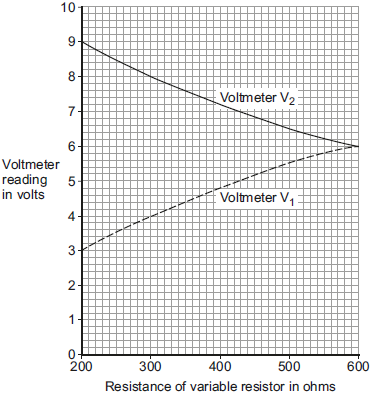 10
9
8
7
6
5
4
3
2
1
0
Voltmeter
reading
in volts
Voltmeter V2
Voltmeter V1
200
300
400
500
600
Resistance of variable resistor in ohms